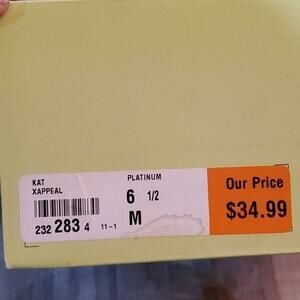 KAT
XAPPEAL
PLATINUM
6 1/2
M
232 283 4 11-1
Our Price
$34.99